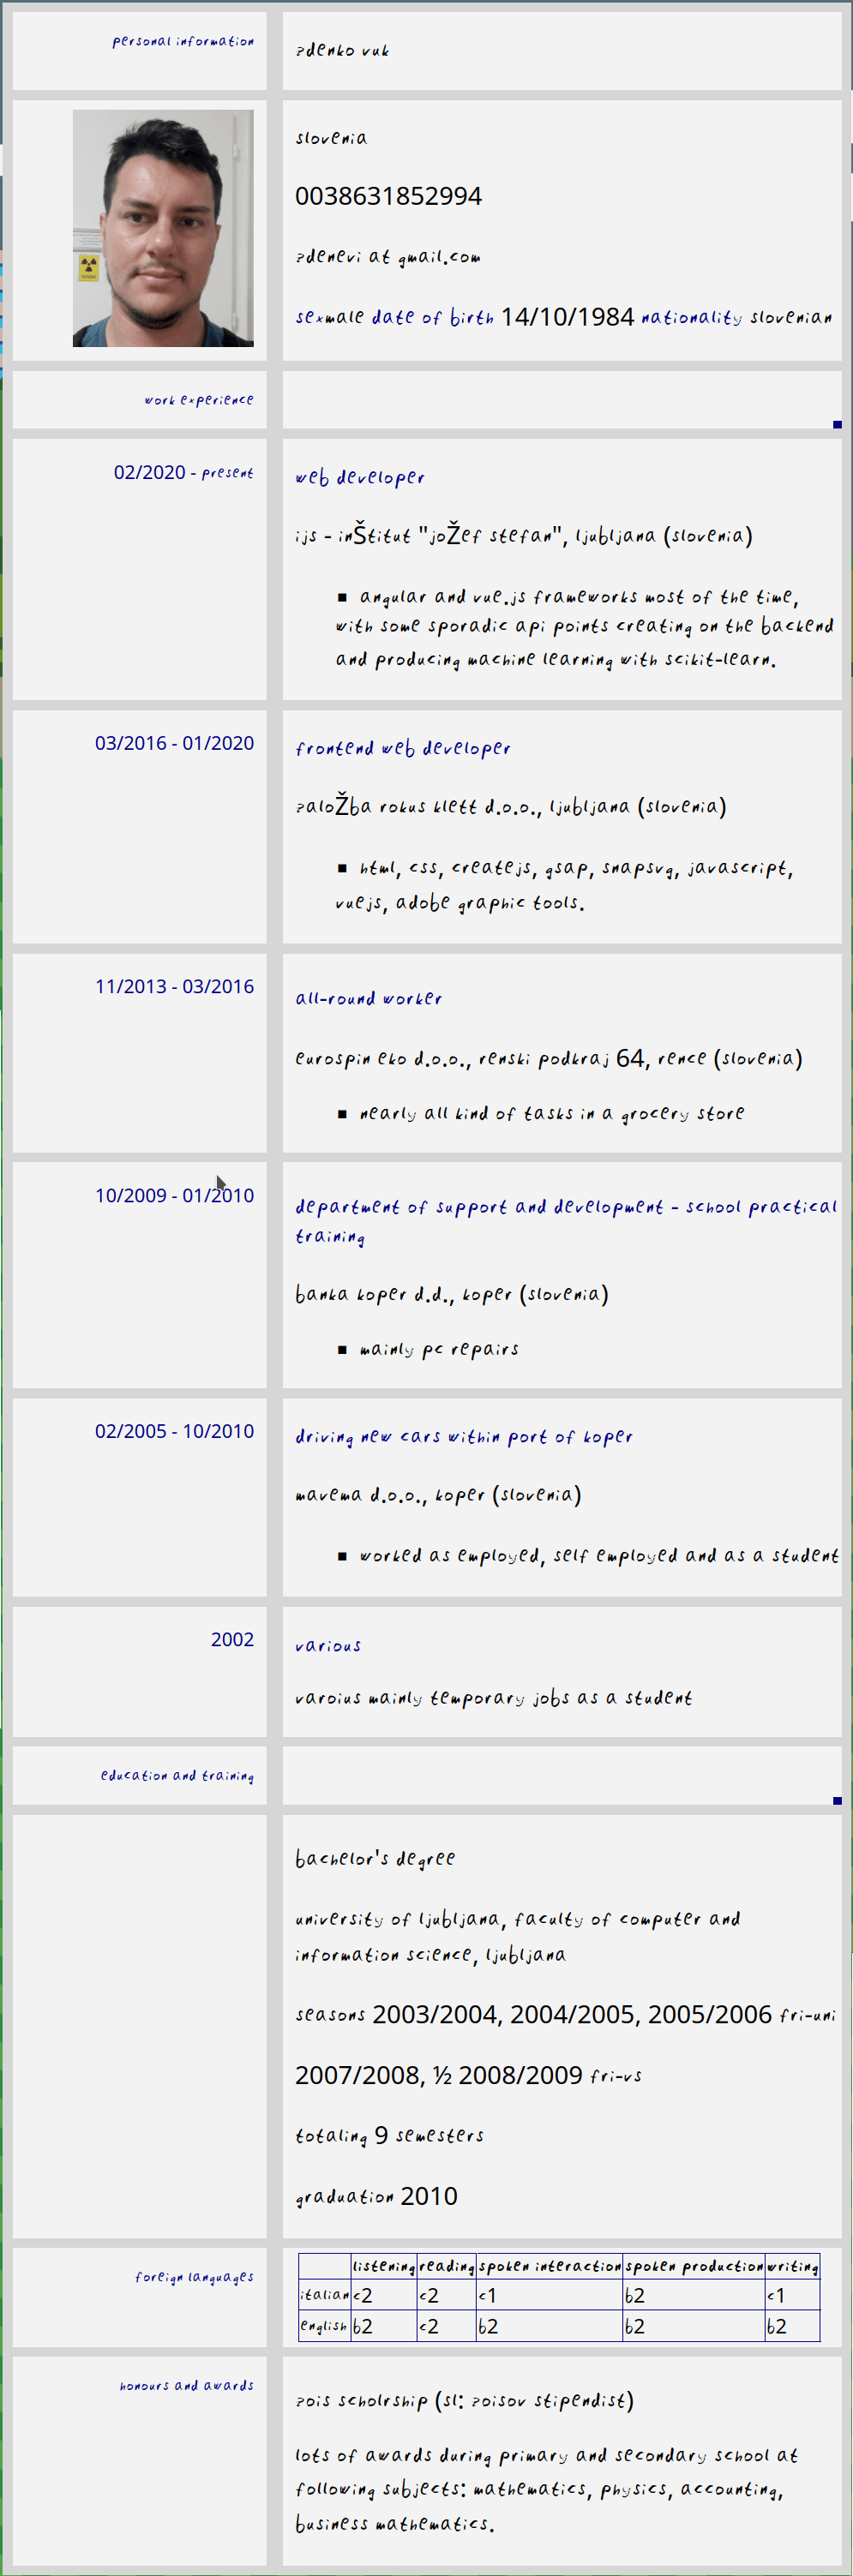 personal information
zdenko vuk
slovenia
0038631852994
zdenevi at gmail.com
sexmale date of birth 14/10/1984 nationality slovenian
work experience
02/2020 - present
web developer
ijs - inŠtitut "joŽef stefan", ljubljana (slovenia)
▪ angular and vue.js frameworks most of the time,
with some sporadic api points creating on the backend
and producing machine learning with scikit-learn.
03/2016 - 01/2020
frontend web developer
zaloŽba rokus klett d.o.o., ljubljana (slovenia)
▪ html, css, createjs, gsap, snapsvg, javascript,
vuejs, adobe graphic tools.
11/2013 - 03/2016
all-round worker
eurospin eko d.o.o., renski podkraj 64, rence (slovenia)
▪ nearly all kind of tasks in a grocery store
10/2009 - 01/2010
department of support and development - school practical
training
banka koper d.d., koper (slovenia)
▪ mainly pc repairs
02/2005 - 10/2010
driving new cars within port of koper
mavema d.o.o., koper (slovenia)
▪ worked as employed, self employed and as a student
2002
various
varoius mainly temporary jobs as a student
education and training
bachelor's degree
university of ljubljana, faculty of computer and
information science, ljubljana
seasons 2003/2004, 2004/2005, 2005/2006 fri-uni
2007/2008, ½ 2008/2009 fri-vs
totaling 9 semesters
graduation 2010
foreign languages
listening reading spoken interaction spoken production writing
italian c2 c2 c1 b2 c1
english b2 c2 b2 b2 b2
honours and awards
zois scholrship (sl: zoisov stipendist)
lots of awards during primary and secondary school at
following subjects: mathematics, physics, accounting,
business mathematics.